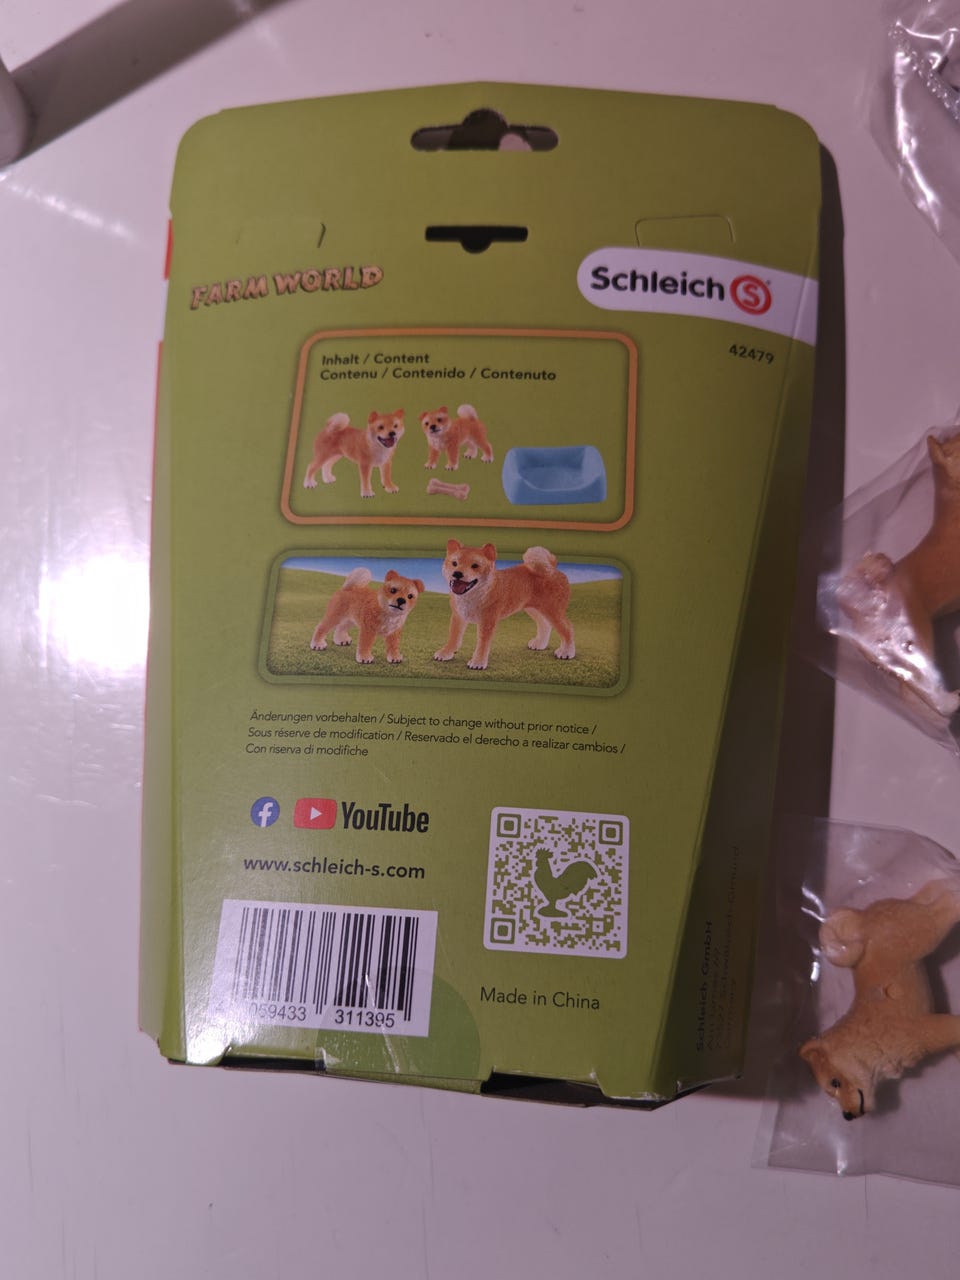 FARM WORLD
Schleich S
42479
Inhalt / Content
Contenu / Contenido / Contenuto
Änderungen vorbehalten / Subject to change without prior notice /
Sous réserve de modification / Reservado el derecho a realizar cambios /
Con riserva di modifiche
f YouTube
www.schleich-s.com
059433 311395
Made in China
Schleich GmbH